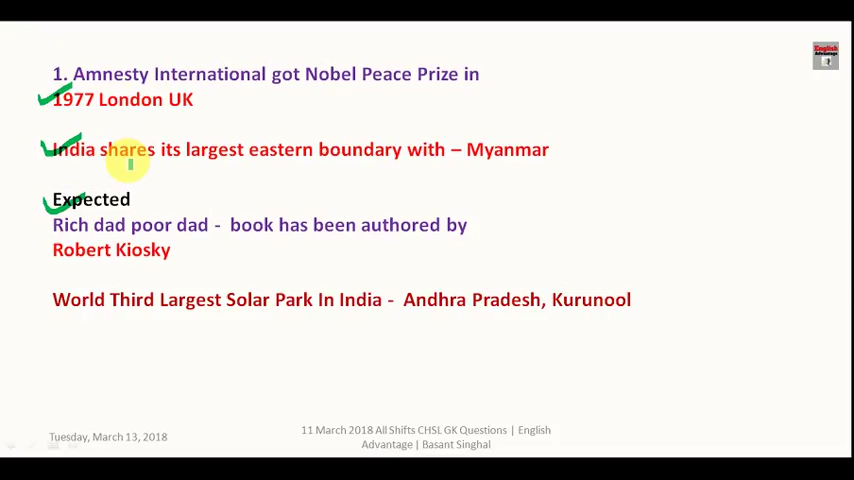 English
Advantage
1. Amnesty International got Nobel Peace Prize in
1977 London UK
India shares its largest eastern boundary with – Myanmar
Expected
Rich dad poor dad - book has been authored by
Robert Kiosky
World Third Largest Solar Park In India - Andhra Pradesh, Kurunool
Tuesday, March 13, 2018
11 March 2018 All Shifts CHSL GK Questions | English
Advantage | Basant Singhal